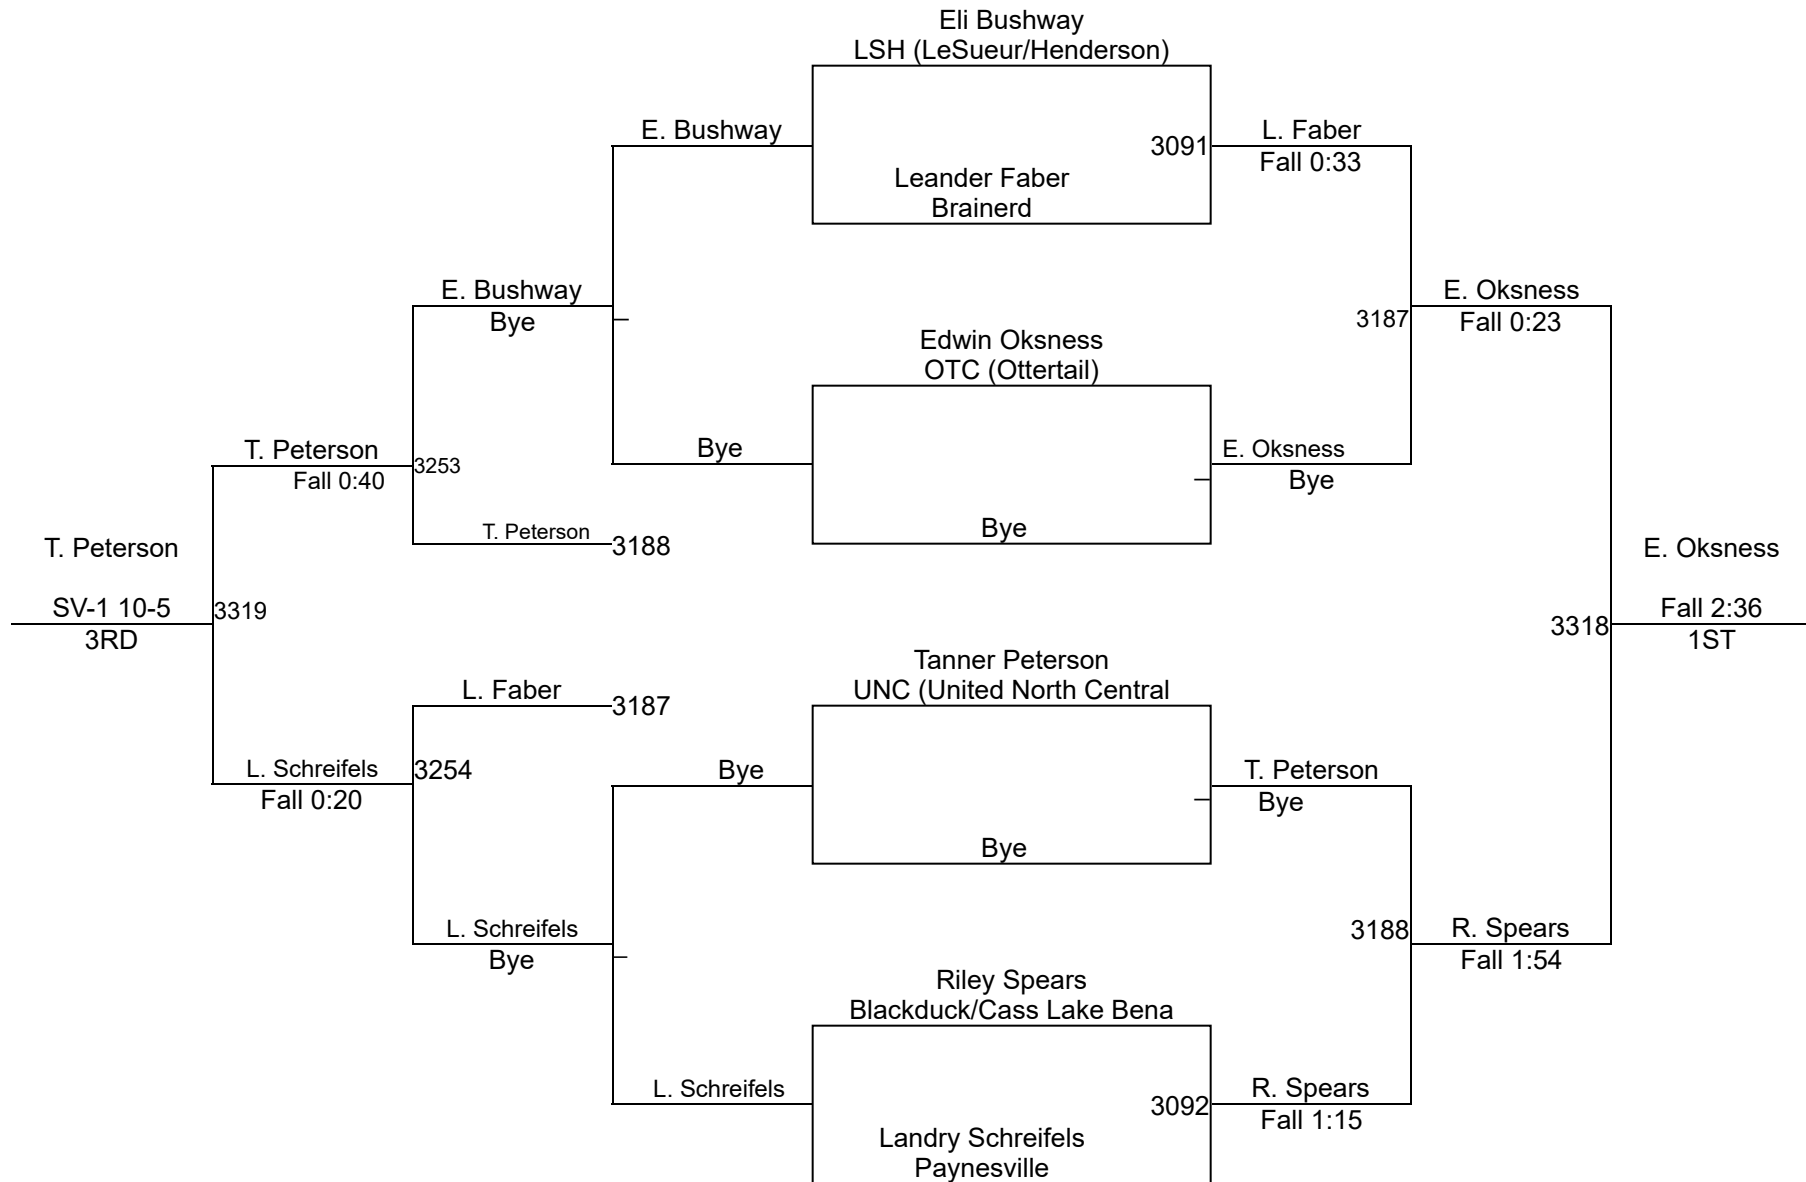 Eli Bushway
LSH (LeSueur/Henderson)
E. Bushway
3091
L. Faber
Fall 0:33
Leander Faber
Brainerd
E. Bushway
Bye
3187
E. Oksness
Fall 0:23
Edwin Oksness
OTC (Ottertail)
Bye
E. Oksness
Bye
T. Peterson
Fall 0:40
3253
Bye
T. Peterson
3188
T. Peterson
SV-1 10-5
3RD
3319
E. Oksness
Fall 2:36
1ST
3318
Tanner Peterson
UNC (United North Central
L. Faber
3187
L. Schreifels
Fall 0:20
3254
Bye
T. Peterson
Bye
Bye
L. Schreifels
Bye
3188
R. Spears
Fall 1:54
Riley Spears
Blackduck/Cass Lake Bena
L. Schreifels
3092
R. Spears
Fall 1:15
Landry Schreifels
Paynesville